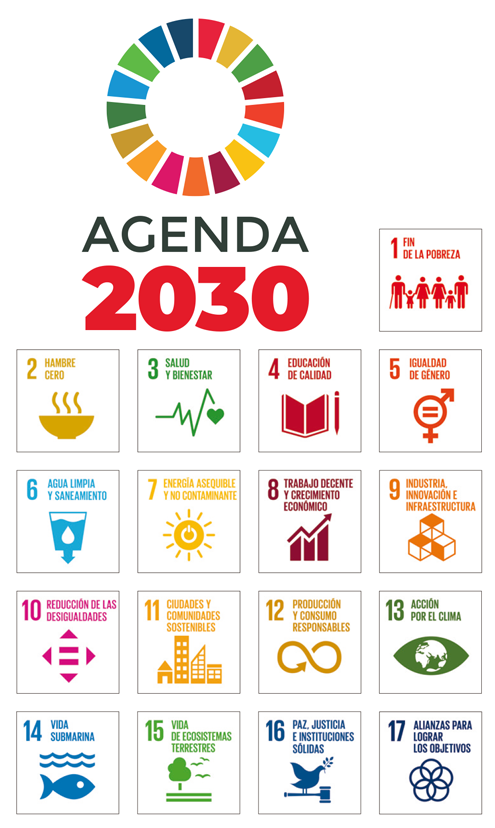 AGENDA
2030
1 FIN
DE LA POBREZA
2 HAMBRE
CERO
3 SALUD
Y BIENESTAR
4 EDUCACIÓN
DE CALIDAD
5 IGUALDAD
DE GÉNERO
6 AGUA LIMPIA
Y SANEAMIENTO
7 ENERGÍA ASEQUIBLE
Y NO CONTAMINANTE
8 TRABAJO DECENTE
Y CRECIMIENTO
ECONÓMICO
9 INDUSTRIA,
INNOVACIÓN E
INFRAESTRUCTURA
10 REDUCCIÓN DE LAS
DESIGUALDADES
11 CIUDADES Y
COMUNIDADES
SOSTENIBLES
12 PRODUCCIÓN
Y CONSUMO
RESPONSABLES
13 ACCIÓN
POR EL CLIMA
14 VIDA
SUBMARINA
15 VIDA
DE ECOSISTEMAS
TERRESTRES
16 PAZ, JUSTICIA
E INSTITUCIONES
SÓLIDAS
17 ALIANZAS PARA
LOGRAR
LOS OBJETIVOS